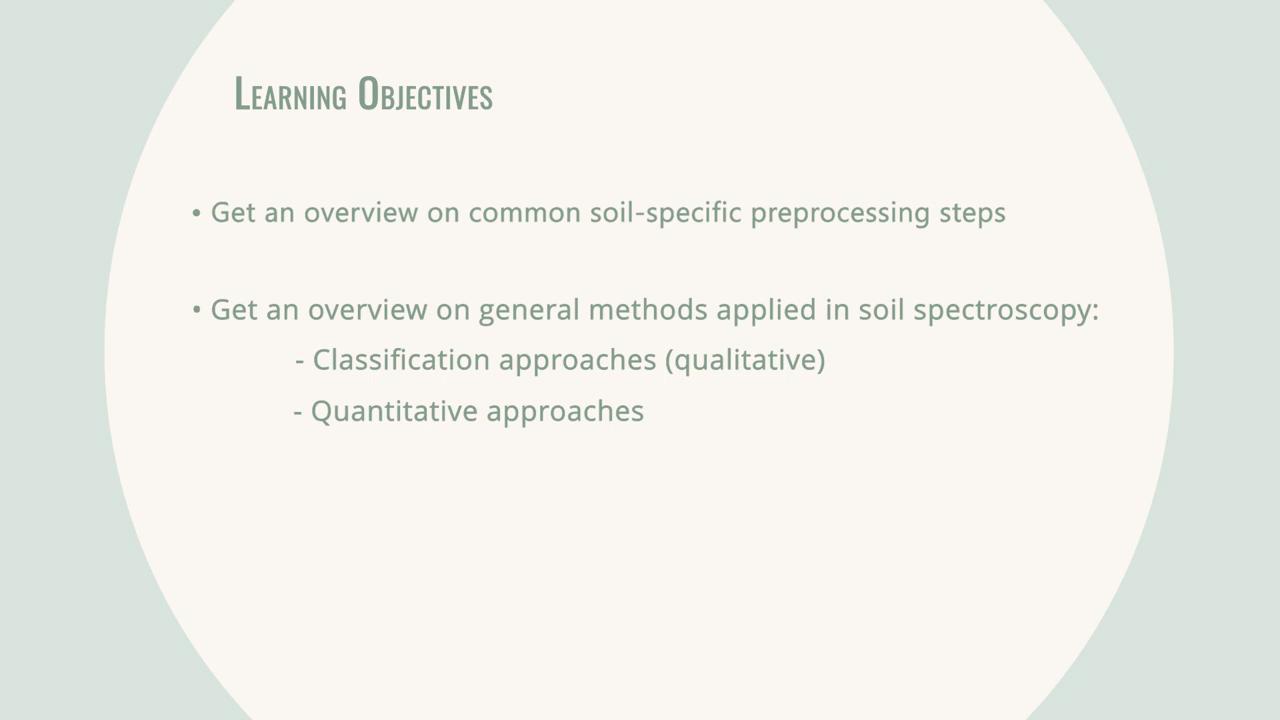 Learning Objectives
• Get an overview on common soil-specific preprocessing steps
• Get an overview on general methods applied in soil spectroscopy:
- Classification approaches (qualitative)
- Quantitative approaches